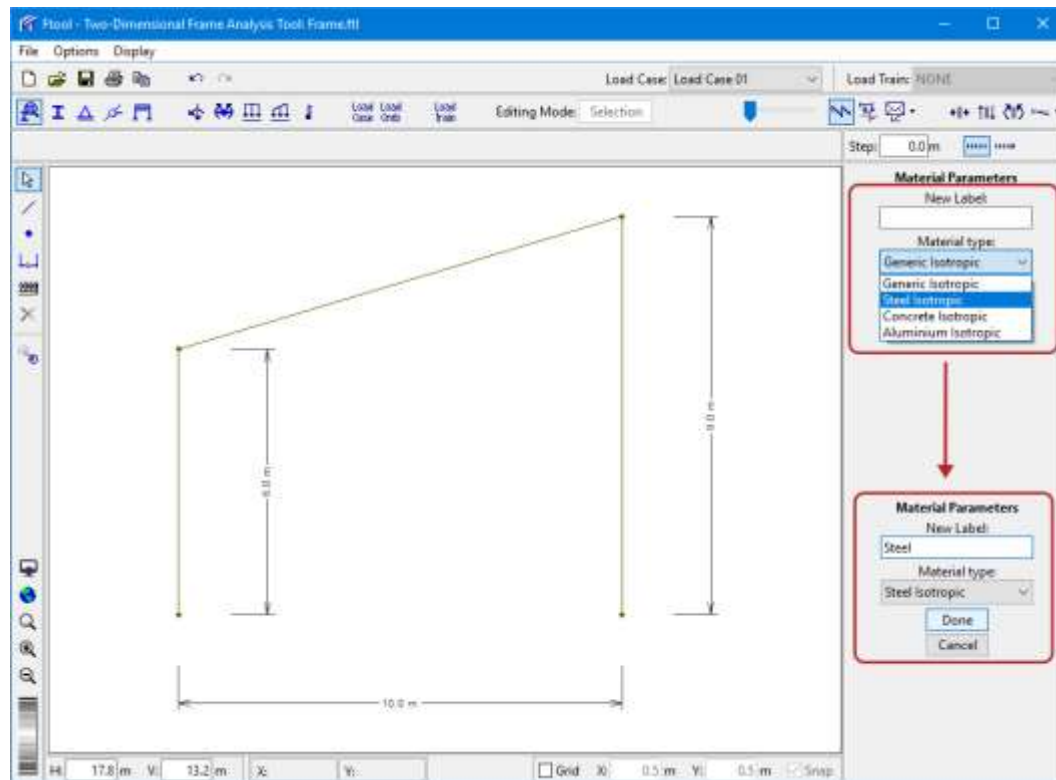 Ftool - Two-Dimensional Frame Analysis Tool: Frame.ftl
File Options Display
Load Case: Load Case 01 Load Train: NONE
Load Case Load Comb Load Train Editing Mode: Selection
Step: 0.0 m
Material Parameters
New Label:
Material type:
Generic Isotropic
Generic Isotropic
Steel Isotropic
Concrete Isotropic
Aluminium Isotropic
6.0 m
9.0 m
Material Parameters
New Label:
Steel
Material type:
Steel Isotropic
Done
Cancel
10.0 m
H: 17.8 m V: 13.2 m X: Y: Grid X: 0.5 m Y: 0.5 m Snap